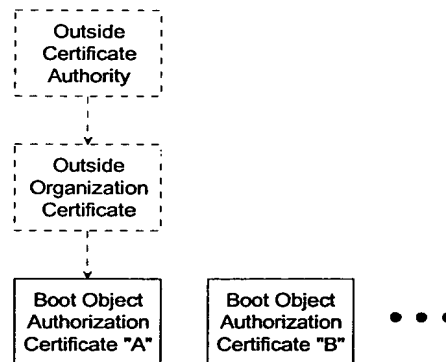 Outside
Certificate
Authority
Outside
Organization
Certificate
Boot Object
Authorization
Certificate "A"
Boot Object
Authorization
Certificate "B"